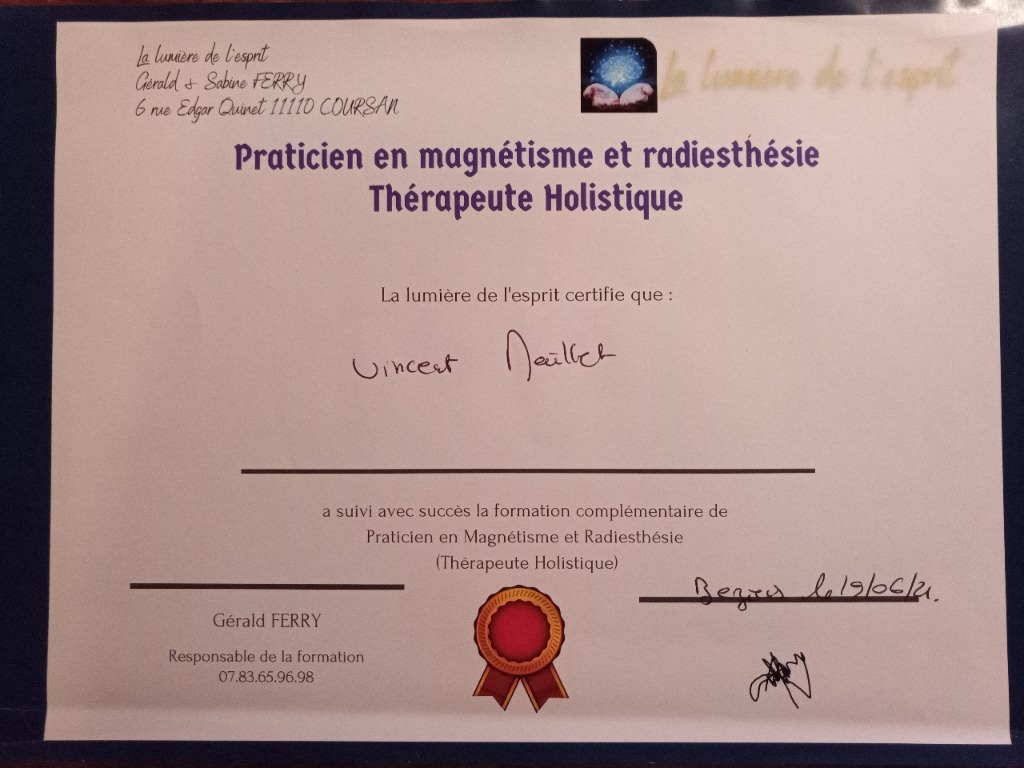 La lumière de l'esprit
Gérald + Sabine FERRY
6 rue Edgar Quinet 11110 COURSAN
La lumière de l'esprit
Praticien en magnétisme et radiesthésie
Thérapeute Holistique
La lumière de l'esprit certifie que :
Vincent
a suivi avec succès la formation complémentaire de
Praticien en Magnétisme et Radiesthésie
(Thérapeute Holistique)
Beziers le 19/06/21.
Gérald FERRY
Responsable de la formation
07.83.65.96.98